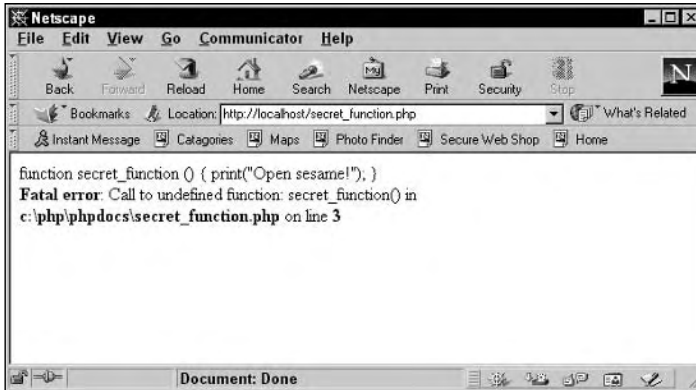 Netscape
File Edit View Go Communicator Help
Back Forward Reload Home Search Netscape Print Security Stop
My
N
Bookmarks Location: http://localhost/secret_function.php What's Related
Instant Message Catagories Maps Photo Finder Secure Web Shop Home
function secret_function () { print("Open sesame!"); }
Fatal error: Call to undefined function: secret_function() in
c:\php\phpdocs\secret_function.php on line 3
Document: Done